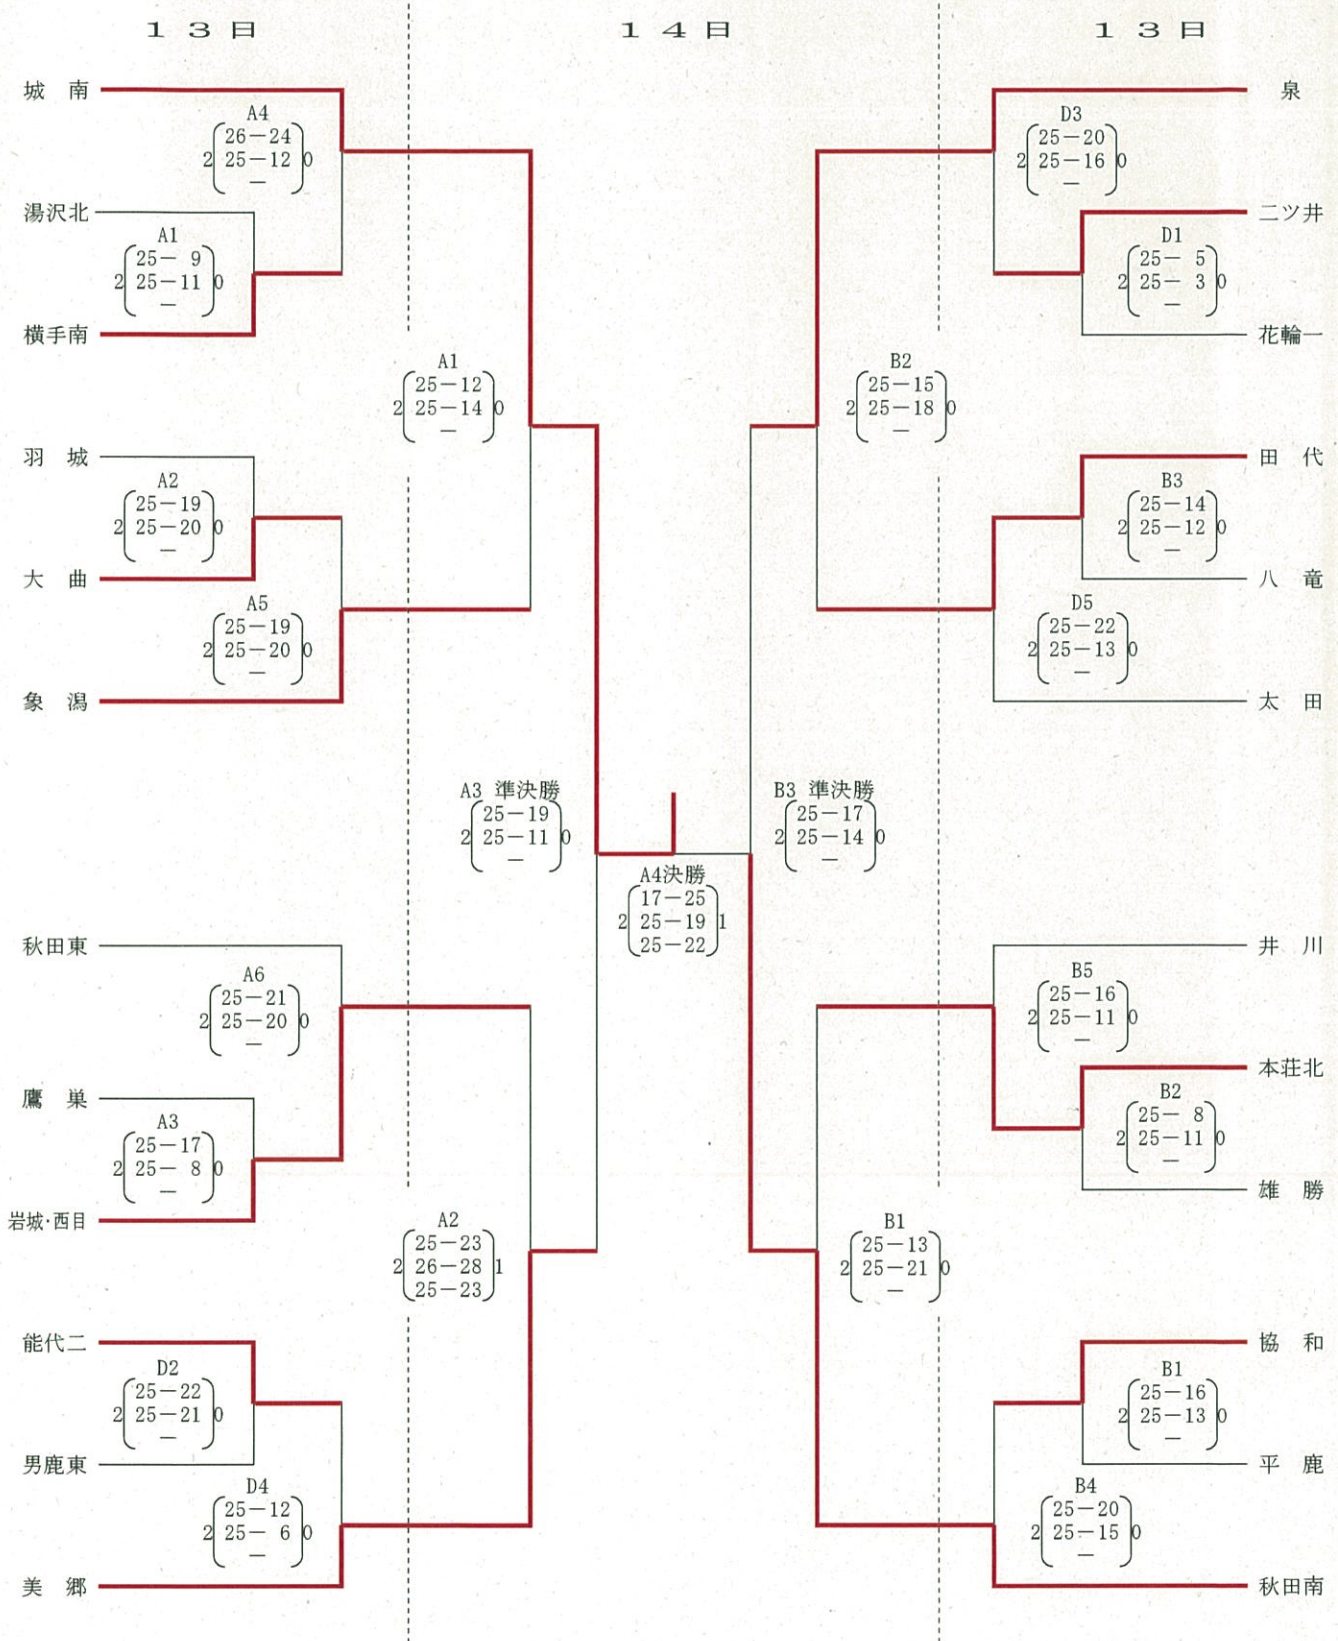 13日
14日
13日
城南
A4
26-24
2 25-12 0
-
湯沢北
A1
25- 9
2 25-11 0
-
横手南
A1
25-12
2 25-14 0
-
羽城
A2
25-19
2 25-20 0
-
大曲
A5
25-19
2 25-20 0
-
象潟
A3 準決勝
25-19
2 25-11 0
-
秋田東
A6
25-21
2 25-20 0
-
鷹巣
A3
25-17
2 25- 8 0
-
岩城・西目
A2
25-23
2 26-28 1
25-23
能代二
D2
25-22
2 25-21 0
-
男鹿東
D4
25-12
2 25- 6 0
-
美郷
A4決勝
17-25
2 25-19 1
25-22
泉
D3
25-20
2 25-16 0
-
二ツ井
D1
25- 5
2 25- 3 0
-
花輪一
B2
25-15
2 25-18 0
-
田代
B3
25-14
2 25-12 0
-
八竜
D5
25-22
2 25-13 0
-
太田
B3 準決勝
25-17
2 25-14 0
-
井川
B5
25-16
2 25-11 0
-
本荘北
B2
25- 8
2 25-11 0
-
雄勝
B1
25-13
2 25-21 0
-
協和
B1
25-16
2 25-13 0
-
平鹿
B4
25-20
2 25-15 0
-
秋田南